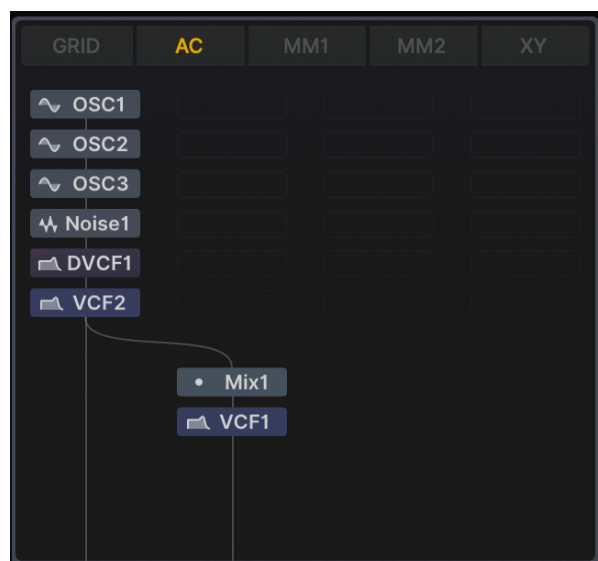 GRID AC MM1 MM2 XY
OSC1
OSC2
OSC3
Noise1
DVCF1
VCF2
Mix1
VCF1